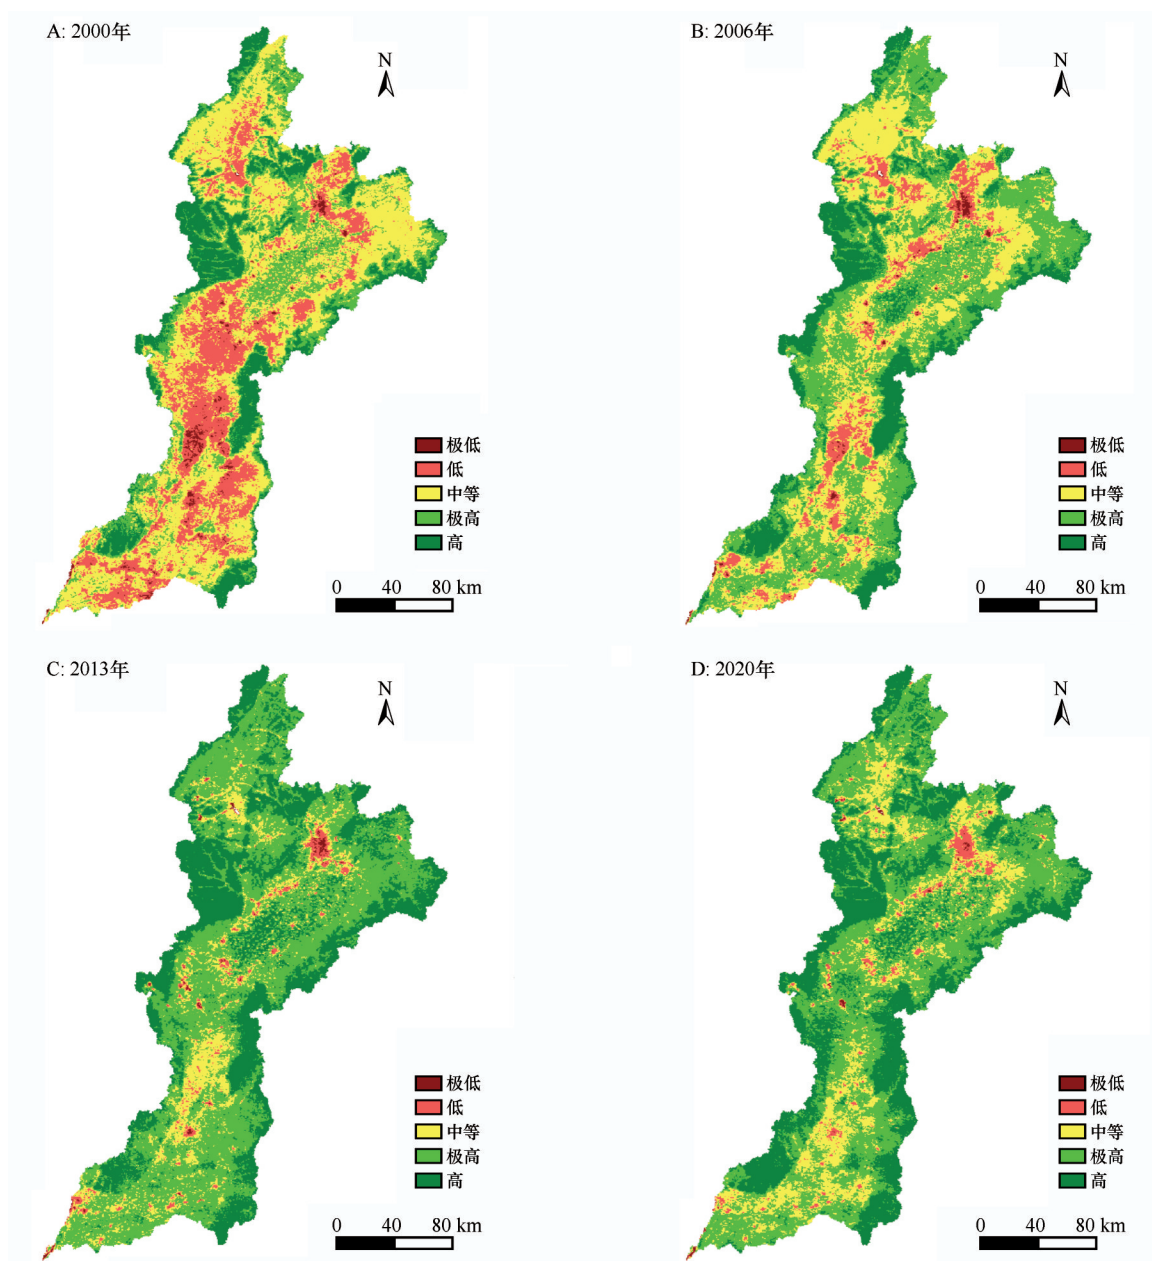 A: 2000年
N
极低
低
中等
极高
高
0 40 80 km
B: 2006年
N
极低
低
中等
极高
高
0 40 80 km
C: 2013年
N
极低
低
中等
极高
高
0 40 80 km
D: 2020年
N
极低
低
中等
极高
高
0 40 80 km